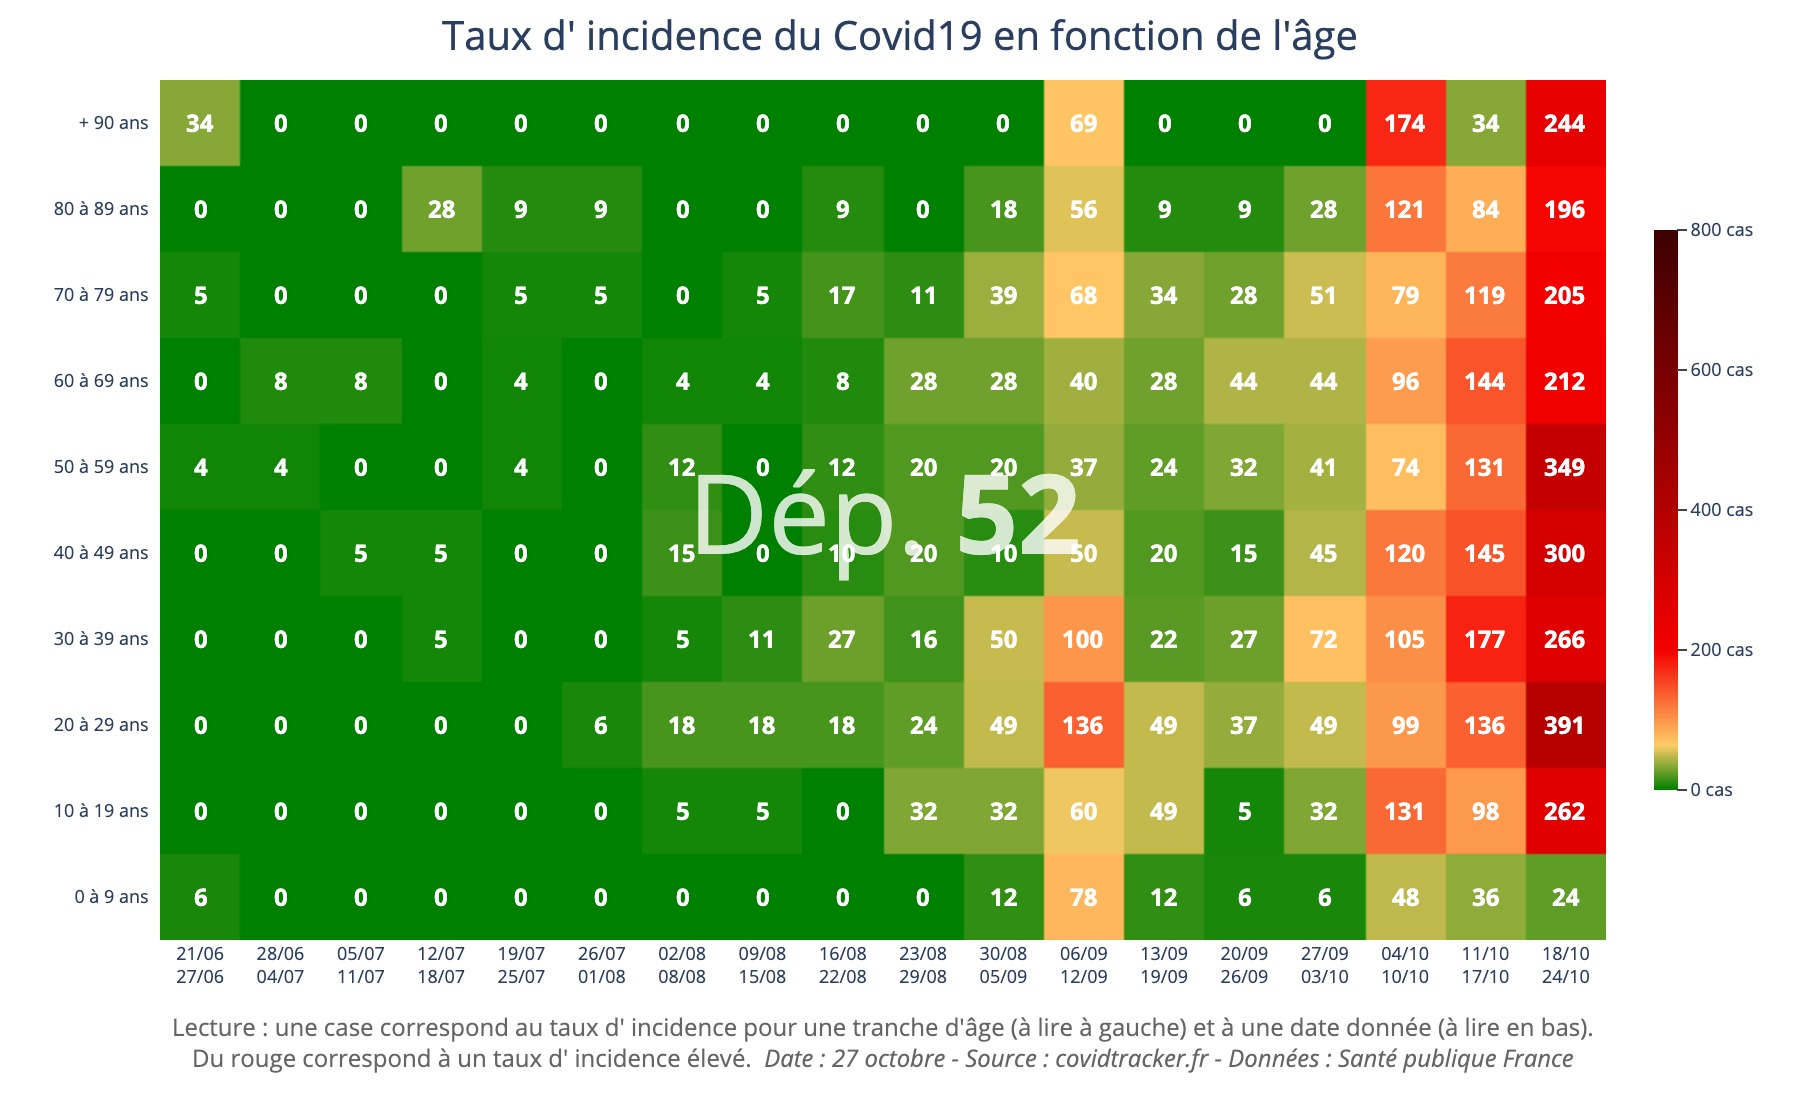 Taux d' incidence du Covid19 en fonction de l'âge
+ 90 ans 34 0 0 0 0 0 0 0 0 0 0 69 0 0 0 174 34 244
80 à 89 ans 0 0 0 28 9 9 0 0 9 0 18 56 9 9 28 121 84 196
70 à 79 ans 5 0 0 0 5 5 0 5 17 11 39 68 34 28 51 79 119 205
60 à 69 ans 0 8 8 0 4 0 4 4 8 28 28 40 28 44 44 96 144 212
50 à 59 ans 4 4 0 0 4 0 12 0 12 20 20 37 24 32 41 74 131 349
Dép. 52
40 à 49 ans 0 0 5 5 0 0 15 0 10 20 10 50 20 15 45 120 145 300
30 à 39 ans 0 0 0 5 0 0 5 11 27 16 50 100 22 27 72 105 177 266
20 à 29 ans 0 0 0 0 0 6 18 18 18 24 49 136 49 37 49 99 136 391
10 à 19 ans 0 0 0 0 0 0 5 5 0 32 32 60 49 5 32 131 98 262
0 à 9 ans 6 0 0 0 0 0 0 0 0 0 12 78 12 6 6 48 36 24
21/06 28/06 05/07 12/07 19/07 26/07 02/08 09/08 16/08 23/08 30/08 06/09 13/09 20/09 27/09 04/10 11/10 18/10
27/06 04/07 11/07 18/07 25/07 01/08 08/08 15/08 22/08 29/08 05/09 12/09 19/09 26/09 03/10 10/10 17/10 24/10
800 cas
600 cas
400 cas
200 cas
0 cas
Lecture : une case correspond au taux d' incidence pour une tranche d'âge (à lire à gauche) et à une date donnée (à lire en bas).
Du rouge correspond à un taux d' incidence élevé. Date : 27 octobre - Source : covidtracker.fr - Données : Santé publique France